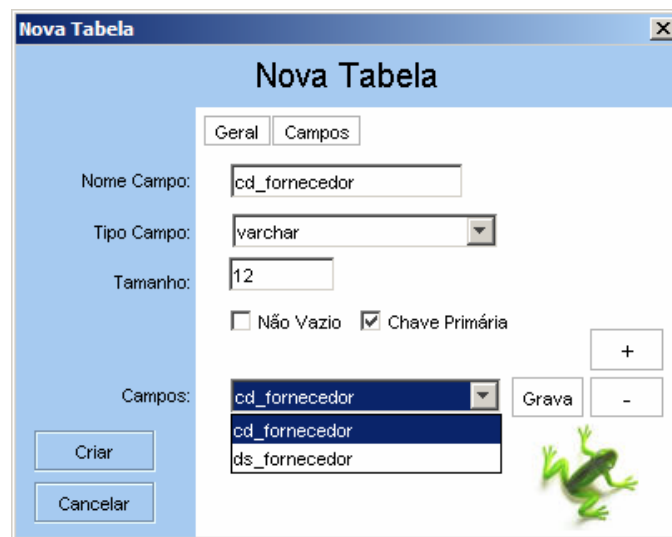 Nova Tabela
Nova Tabela
Geral Campos
Nome Campo: cd_fornecedor
Tipo Campo: varchar
Tamanho: 12
Não Vazio Chave Primária
+
Campos: cd_fornecedor Grava -
cd_fornecedor
ds_fornecedor
Criar
Cancelar